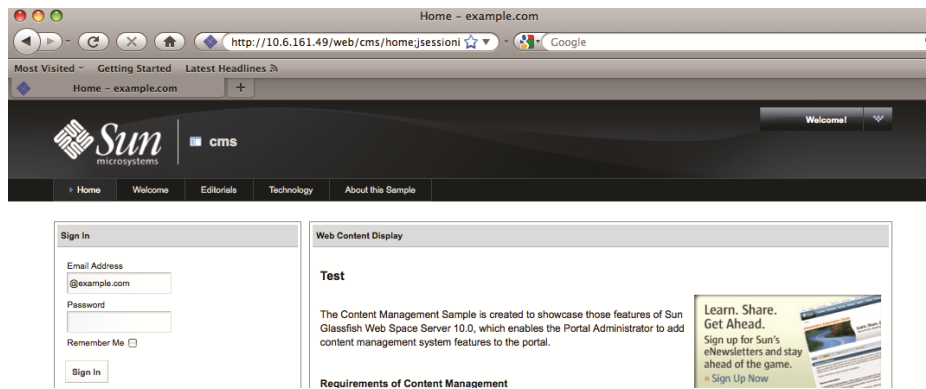 Home – example.com
http://10.6.161.49/web/cms/home;jsessioni
Google
Most Visited Getting Started Latest Headlines
Home – example.com +
Sun
microsystems
cms
Welcome!
Home Welcome Editorials Technology About this Sample
Sign In
Email Address
@example.com
Password
Remember Me
Sign In
Web Content Display
Test
The Content Management Sample is created to showcase those features of Sun
Glassfish Web Space Server 10.0, which enables the Portal Administrator to add
content management system features to the portal.
Requirements of Content Management
Learn. Share.
Get Ahead.
Sign up for Sun's
eNewsletters and stay
ahead of the game.
» Sign Up Now